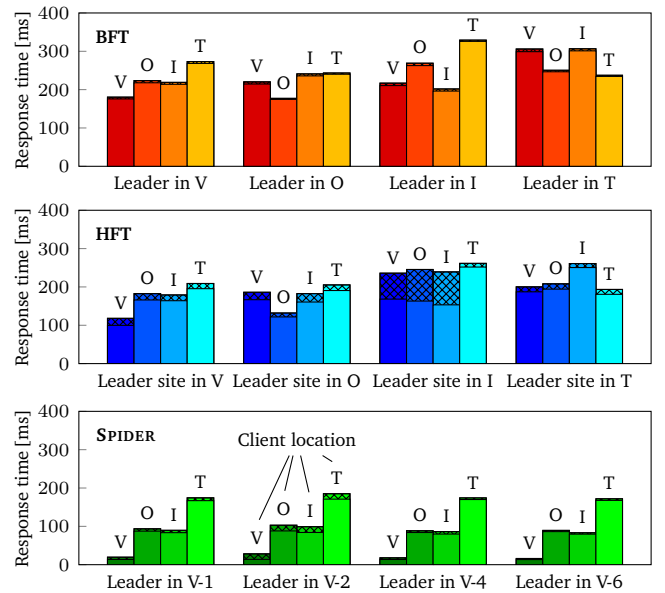 Response time [ms]
400
300
200
100
0
BFT
V O I T
V O I T
V O I T
V O I T
Leader in V
Leader in O
Leader in I
Leader in T
Response time [ms]
400
300
200
100
0
HFT
V O I T
V O I T
V O I T
V O I T
Leader site in V
Leader site in O
Leader site in I
Leader site in T
Response time [ms]
400
300
200
100
0
SPIDER
Client location
V O I T
V O I T
V O I T
V O I T
Leader in V-1
Leader in V-2
Leader in V-4
Leader in V-6